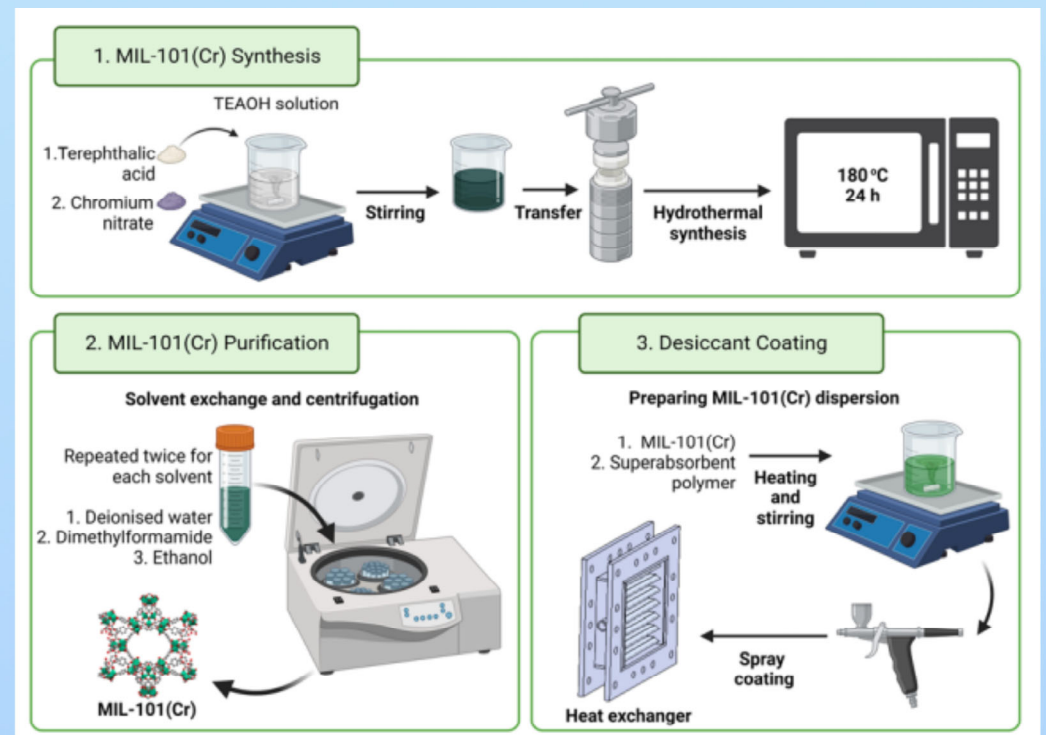 1. MIL-101(Cr) Synthesis
TEAOH solution
1.Terephthalic
acid
2. Chromium
nitrate
Stirring
Transfer
Hydrothermal
synthesis
180 ºC
24 h
2. MIL-101(Cr) Purification
Solvent exchange and centrifugation
Repeated twice for
each solvent
1. Deionised water
2. Dimethylformamide
3. Ethanol
MIL-101(Cr)
3. Desiccant Coating
Preparing MIL-101(Cr) dispersion
1. MIL-101(Cr)
2. Superabsorbent
polymer
Heating
and
stirring
Spray
coating
Heat exchanger